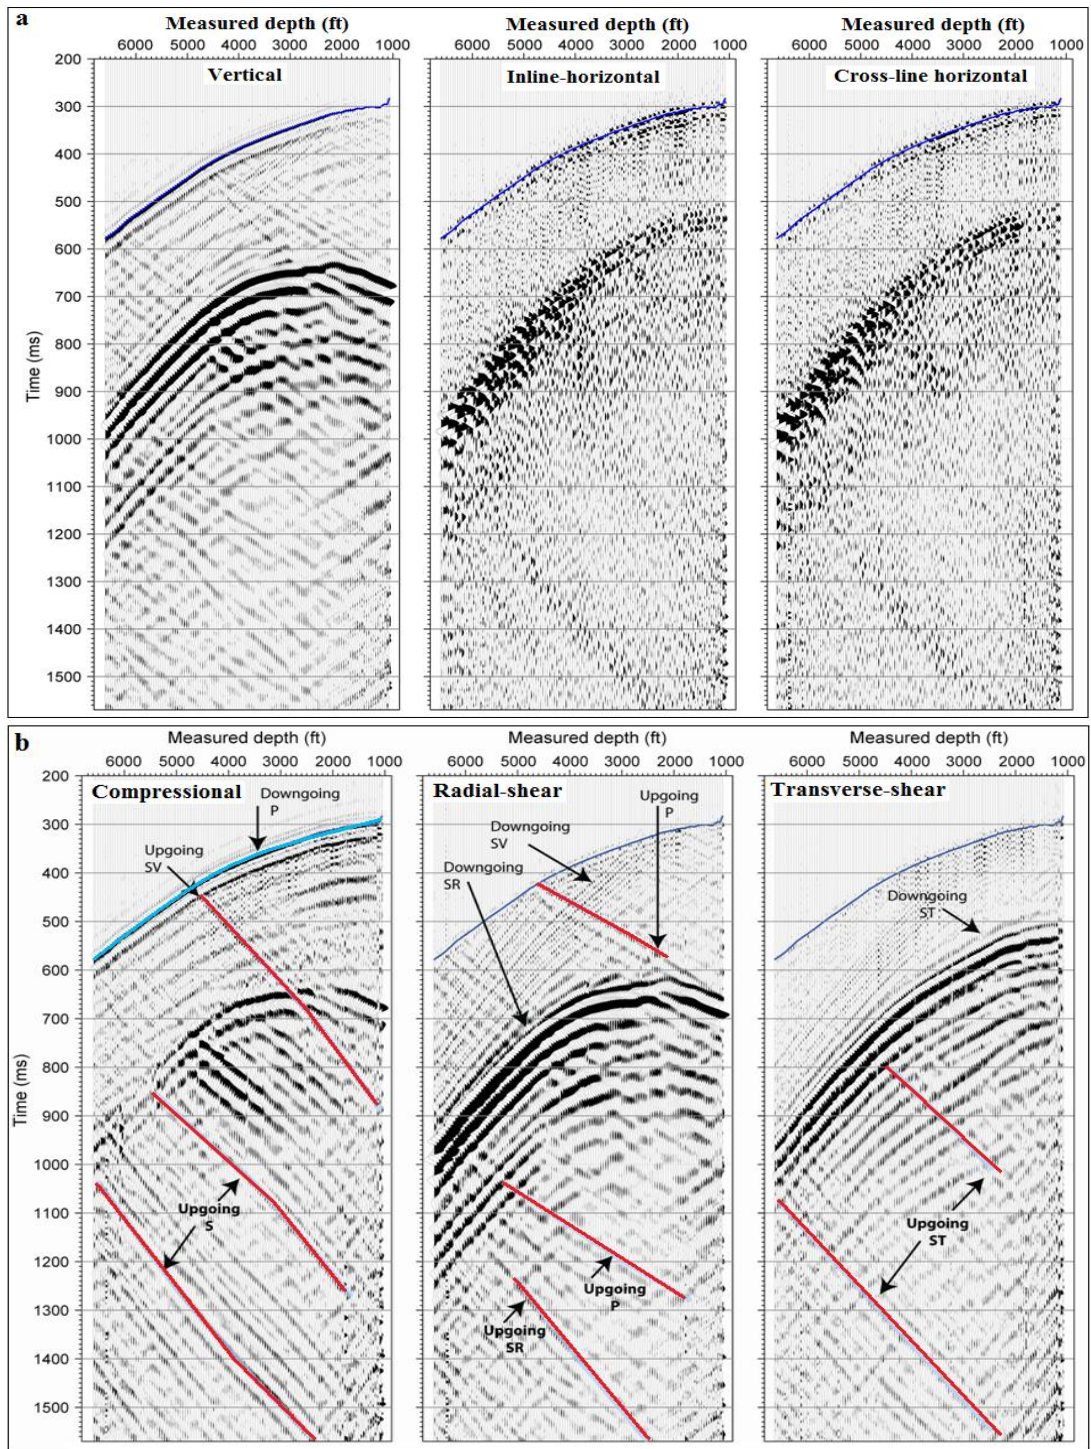 a
Measured depth (ft) Measured depth (ft) Measured depth (ft)
6000 5000 4000 3000 2000 1000 6000 5000 4000 3000 2000 1000 6000 5000 4000 3000 2000 1000
200
Vertical Inline-horizontal Cross-line horizontal
300
400
500
600
700
Time (ms)
800
900
1000
1100
1200
1300
1400
1500
b
Measured depth (ft) Measured depth (ft) Measured depth (ft)
6000 5000 4000 3000 2000 1000 6000 5000 4000 3000 2000 1000 6000 5000 4000 3000 2000 1000
200
Compressional Radial-shear Transverse-shear
Downgoing
P
Upgoing
SV
Upgoing
P
Downgoing
SV
Downgoing
SR
Downgoing
ST
300
400
500
600
700
Time (ms)
800
900
1000
1100
1200
1300
1400
1500
Upgoing
S
Upgoing
P
Upgoing
SR
Upgoing
ST